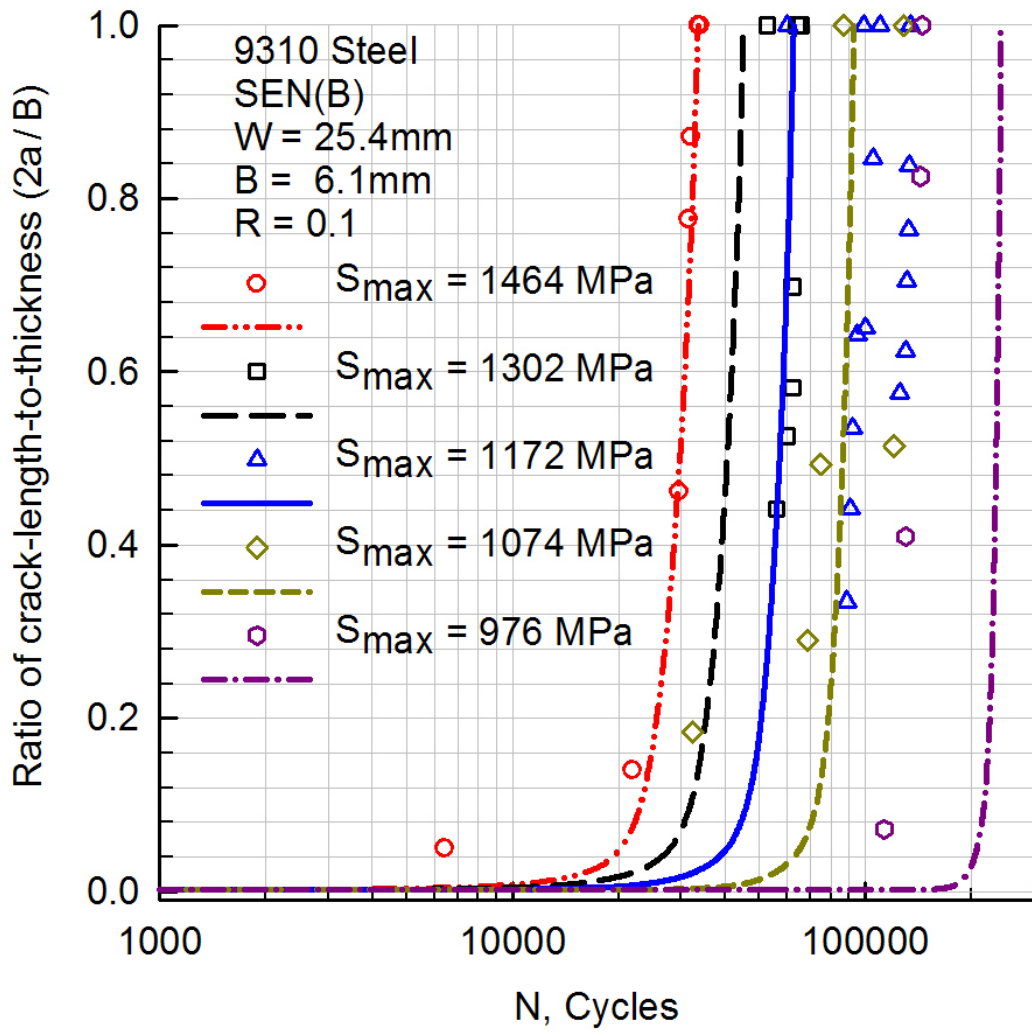 1.0
0.8
0.6
0.4
0.2
0.0
Ratio of crack-length-to-thickness (2a / B)
9310 Steel
SEN(B)
W = 25.4mm
B = 6.1mm
R = 0.1
Smax = 1464 MPa
Smax = 1302 MPa
Smax = 1172 MPa
Smax = 1074 MPa
Smax = 976 MPa
1000 10000 100000
N, Cycles